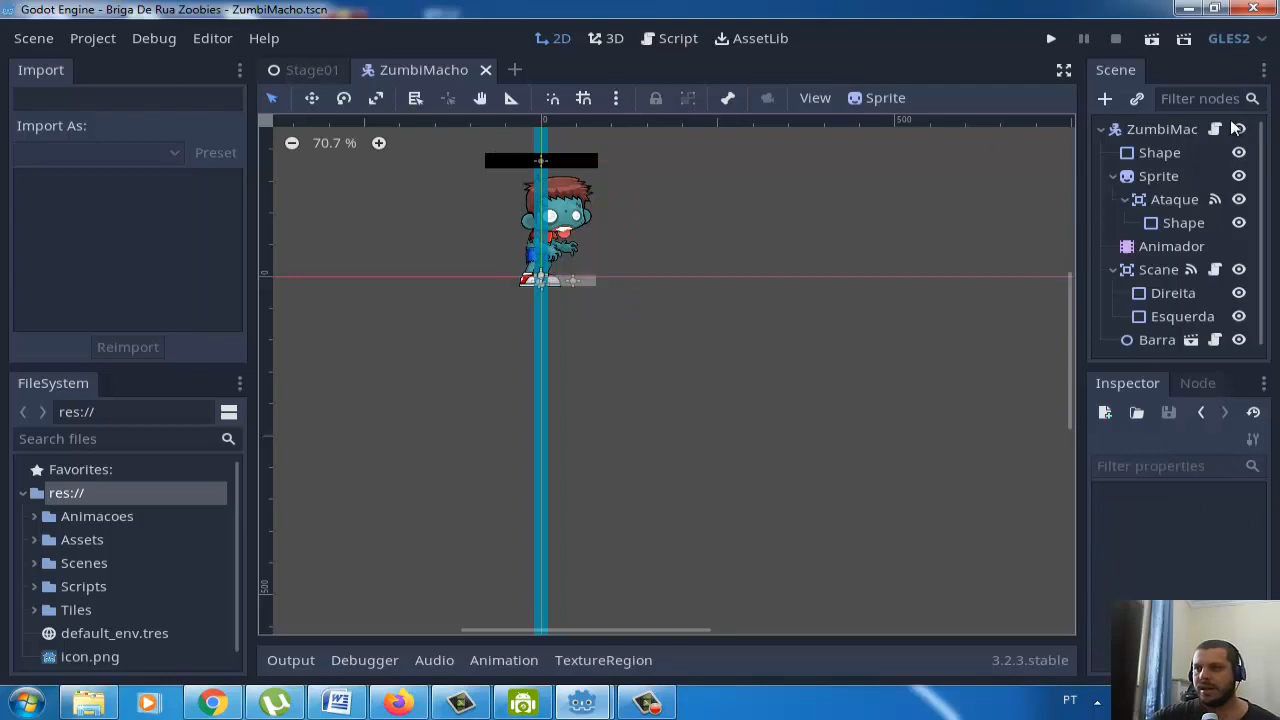 Godot Engine - Briga De Rua Zoobies - ZumbiMacho.tscn
Scene Project Debug Editor Help
2D 3D Script AssetLib
GLES2
Import
Stage01 ZumbiMacho
Scene
View Sprite
Filter nodes
Import As:
Preset
0
500
70.7 %
ZumbiMac
Shape
Sprite
Ataque
Shape
Animador
Scane
Direita
Esquerda
Barra
0
500
Reimport
FileSystem
res://
Search files
Favorites:
res://
Animacoes
Assets
Scenes
Scripts
Tiles
default_env.tres
icon.png
Inspector Node
Filter properties
Output Debugger Audio Animation TextureRegion
3.2.3.stable
PT